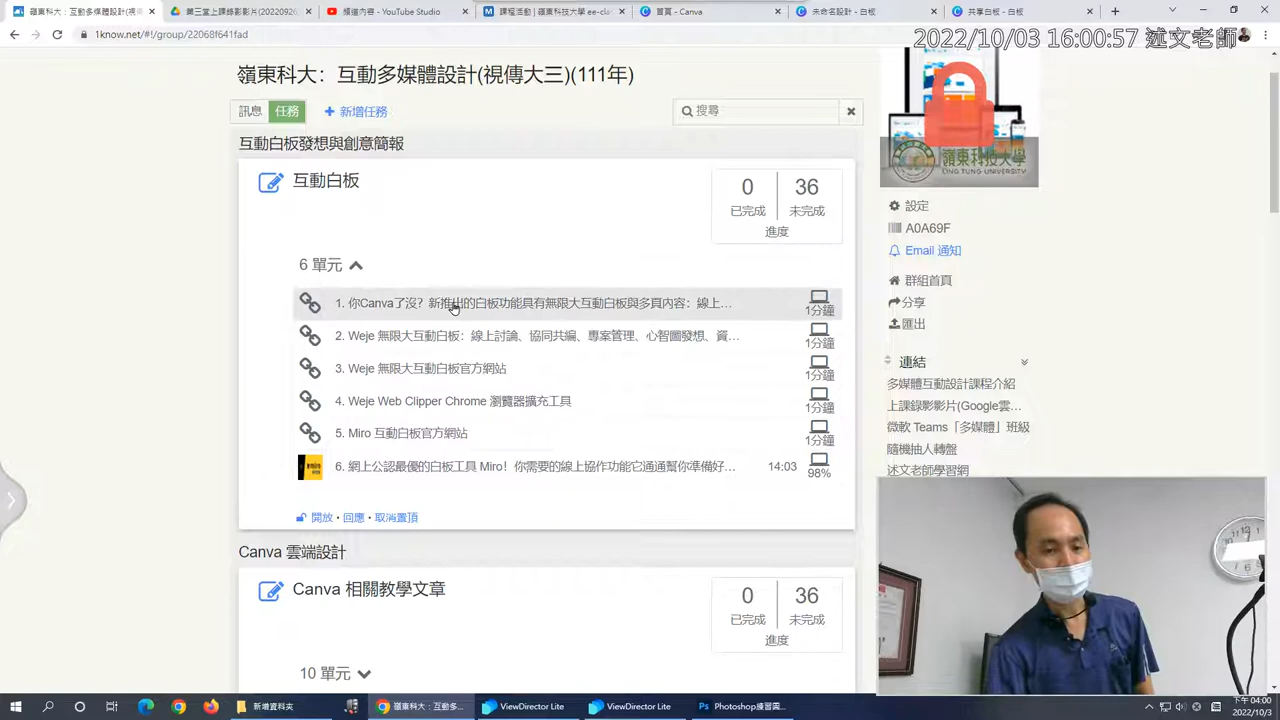 嶺東科大：互動多媒體設計(視傳大三
第三堂上課錄影影片(20220926
頻道內容 - YouTube Studio
課程活動 | 嶺東科技大學 ee-clas
首頁 - Canva
未命名設計 - 白板
共享白板 - 白板
1know.net/#!/group/22068f641fad
2022/10/03 16:00:57 述文老師
嶺東科大：互動多媒體設計(視傳大三)(111年)
訊息 任務 + 新增任務
搜尋
互動白板發想與創意簡報
互動白板
0 36
已完成 未完成
進度
6 單元
1. 你Canva了沒？新推出的白板功能具有無限大互動白板與多頁內容：線上...
1分鐘
2. Weje 無限大互動白板：線上討論、協同共編、專案管理、心智圖發想、資...
1分鐘
3. Weje 無限大互動白板官方網站
1分鐘
4. Weje Web Clipper Chrome 瀏覽器擴充工具
1分鐘
5. Miro 互動白板官方網站
1分鐘
6. 網上公認最優的白板工具 Miro！你需要的線上協作功能它通通幫你準備好...
14:03
98%
開放・回應・取消置頂
Canva 雲端設計
Canva 相關教學文章
0 36
已完成 未完成
進度
10 單元
嶺東科技大學
LING TUNG UNIVERSITY
設定
A0A69F
Email 通知
群組首頁
分享
匯出
連結
多媒體互動設計課程介紹
上課錄影影片(Google雲...
微軟 Teams「多媒體」班級
隨機抽人轉盤
述文老師學習網
新增資料夾
嶺東科大：互動多...
ViewDirector Lite
ViewDirector Lite
Photoshop練習圖...
下午 04:00
2022/10/3